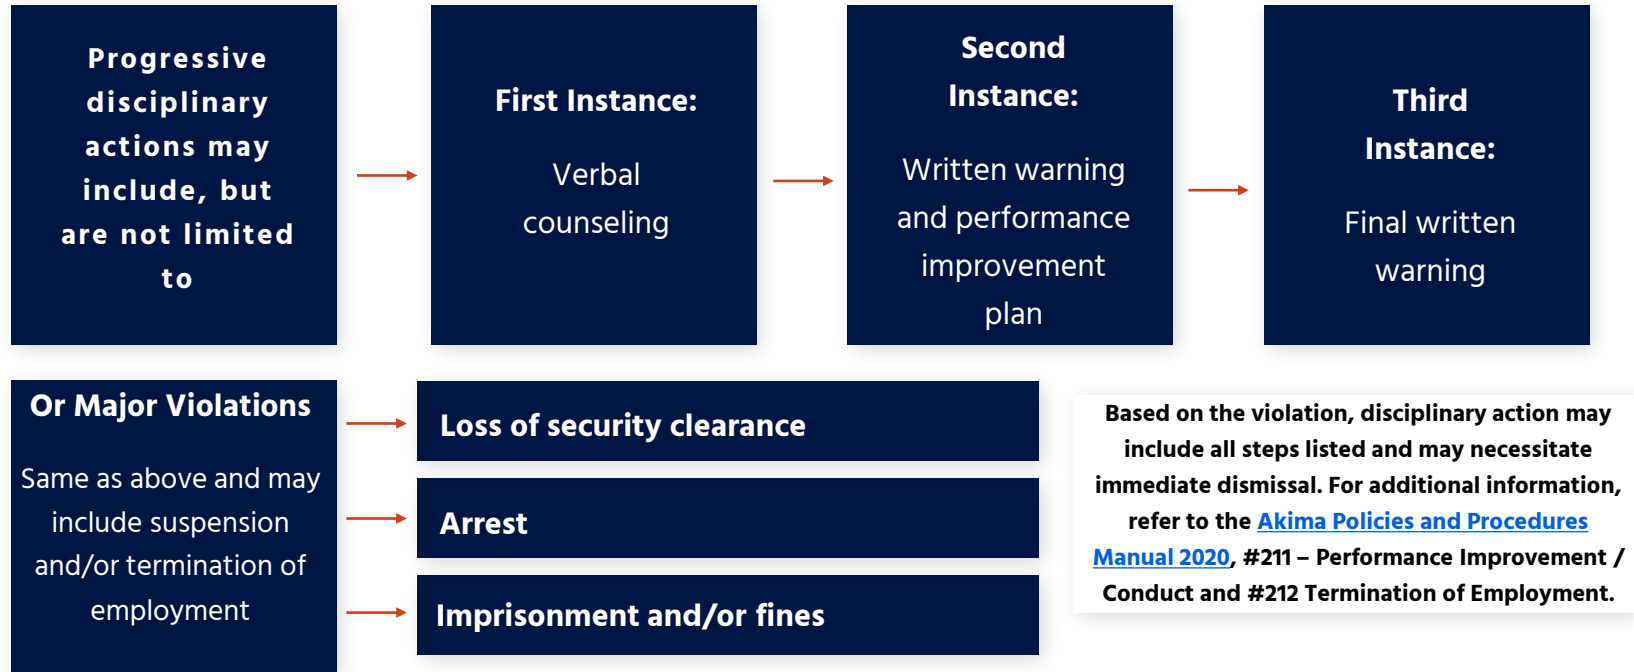 Progressive
disciplinary
actions may
include, but
are not limited
to
First Instance:
Verbal
counseling
Second
Instance:
Written warning
and performance
improvement
plan
Third
Instance:
Final written
warning
Or Major Violations
Same as above and may
include suspension
and/or termination of
employment
Loss of security clearance
Arrest
Imprisonment and/or fines
Based on the violation, disciplinary action may
include all steps listed and may necessitate
immediate dismissal. For additional information,
refer to the Akima Policies and Procedures
Manual 2020, #211 – Performance Improvement /
Conduct and #212 Termination of Employment.